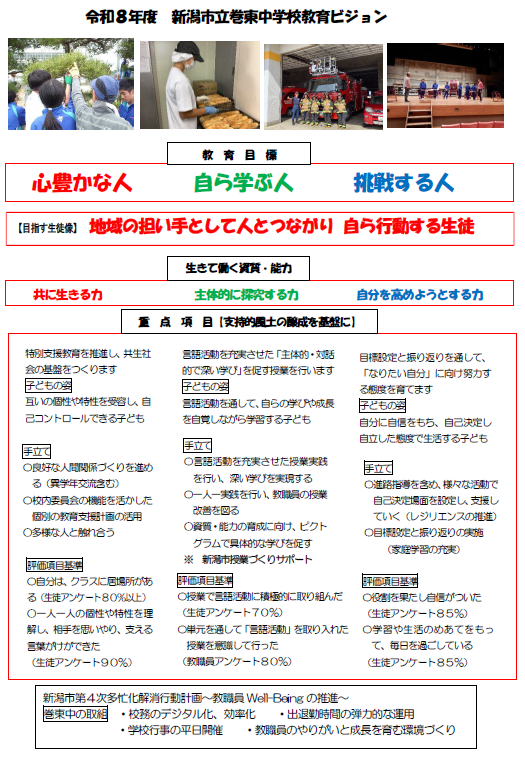 令和８年度　新潟市立巻東中学校教育ビジョン
教 育 目 標
心豊かな人　自ら学ぶ人　挑戦する人
【目指す生徒像】 地域の担い手として人とつながり 自ら行動する生徒
生きて働く資質・能力
共に生きる力　主体的に探究する力　自分を高めようとする力
重 点 項 目【支持的風土の醸成を基盤に】
特別支援教育を推進し、共生社
会の基盤をつくります
子どもの姿
互いの個性や特性を受容し、自
己コントロールできる子ども
手立て
○良好な人間関係づくりを進め
る（異学年交流含む）
○校内委員会の機能を活かした
個別の教育支援計画の活用
○多様な人と触れ合う
評価項目基準
○自分は、クラスに居場所があ
る（生徒アンケート８０％以上）
○一人一人の個性や特性を理
解し、相手を思いやり、支える
言葉がけができた
（生徒アンケート９０％）
言語活動を充実させた「主体的・対話
的で深い学び」を促す授業を行います
子どもの姿
言語活動を通して、自らの学びや成長
を自覚しながら学習する子ども
手立て
○言語活動を充実させた授業実践
を行い、深い学びを実現する
○一人一実践を行い、教職員の授業
改善を図る
○資質・能力の育成に向け、ピクト
グラムで具体的な学びを促す
※　新潟市授業づくりサポート
評価項目基準
○授業で言語活動に積極的に取り組んだ
（生徒アンケート７０％）
○単元を通して「言語活動」を取り入れた
授業を意識して行った
（教職員アンケート８０％）
目標設定と振り返りを通して、
「なりたい自分」に向け努力す
る態度を育てます
子どもの姿
自分に自信をもち、自己決定し
自立した態度で生活する子ども
手立て
○進路指導を含め、様々な活動で
自己決定場面を設定し、支援し
ていく（レジリエンスの推進）
○目標設定と振り返りの実施
（家庭学習の充実）
評価項目基準
○役割を果たし自信がついた
（生徒アンケート８５％）
○学習や生活のめあてをもっ
て、毎日を過ごしている
（生徒アンケート８５％）
新潟市第４次多忙化解消行動計画～教職員 Well-Being の推進～
巻東中の取組　・校務のデジタル化、効率化　・出退勤時間の弾力的な運用
・学校行事の平日開催　・教職員のやりがいと成長を育む環境づくり